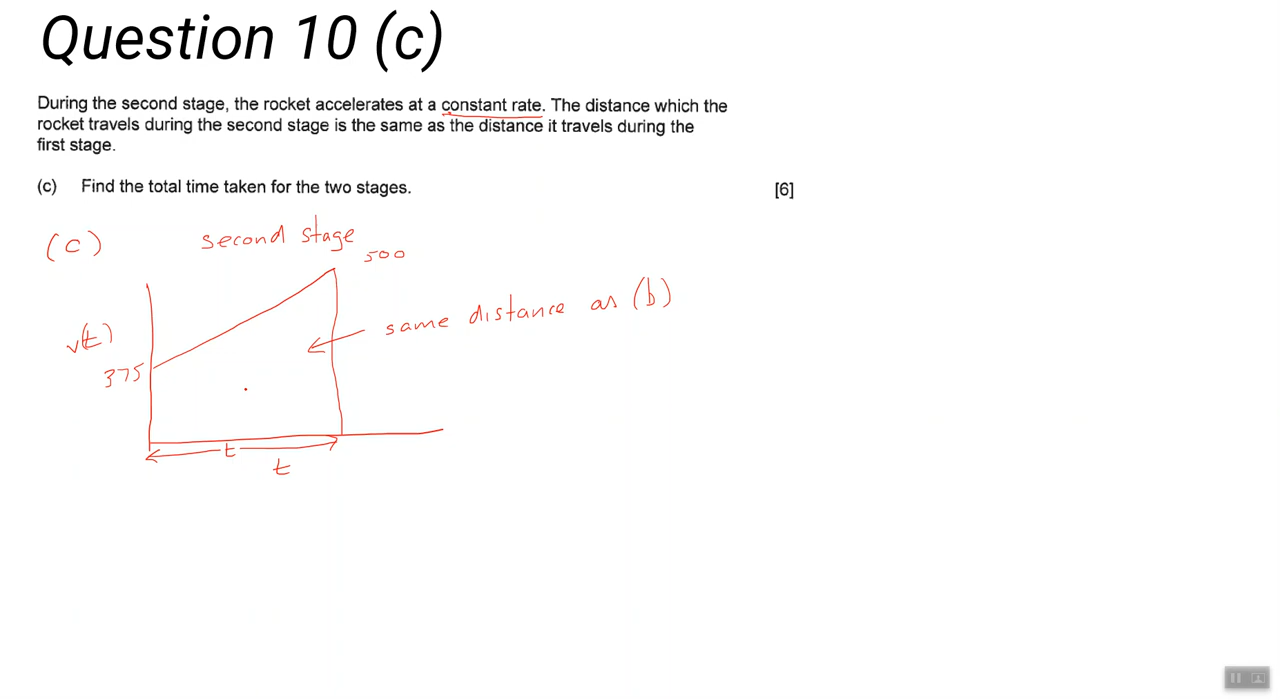 Question 10 (c)
During the second stage, the rocket accelerates at a constant rate. The distance which the
rocket travels during the second stage is the same as the distance it travels during the
first stage.
(c) Find the total time taken for the two stages. [6]
(c) second stage
500
v(t)
same distance as (b)
375
t
t